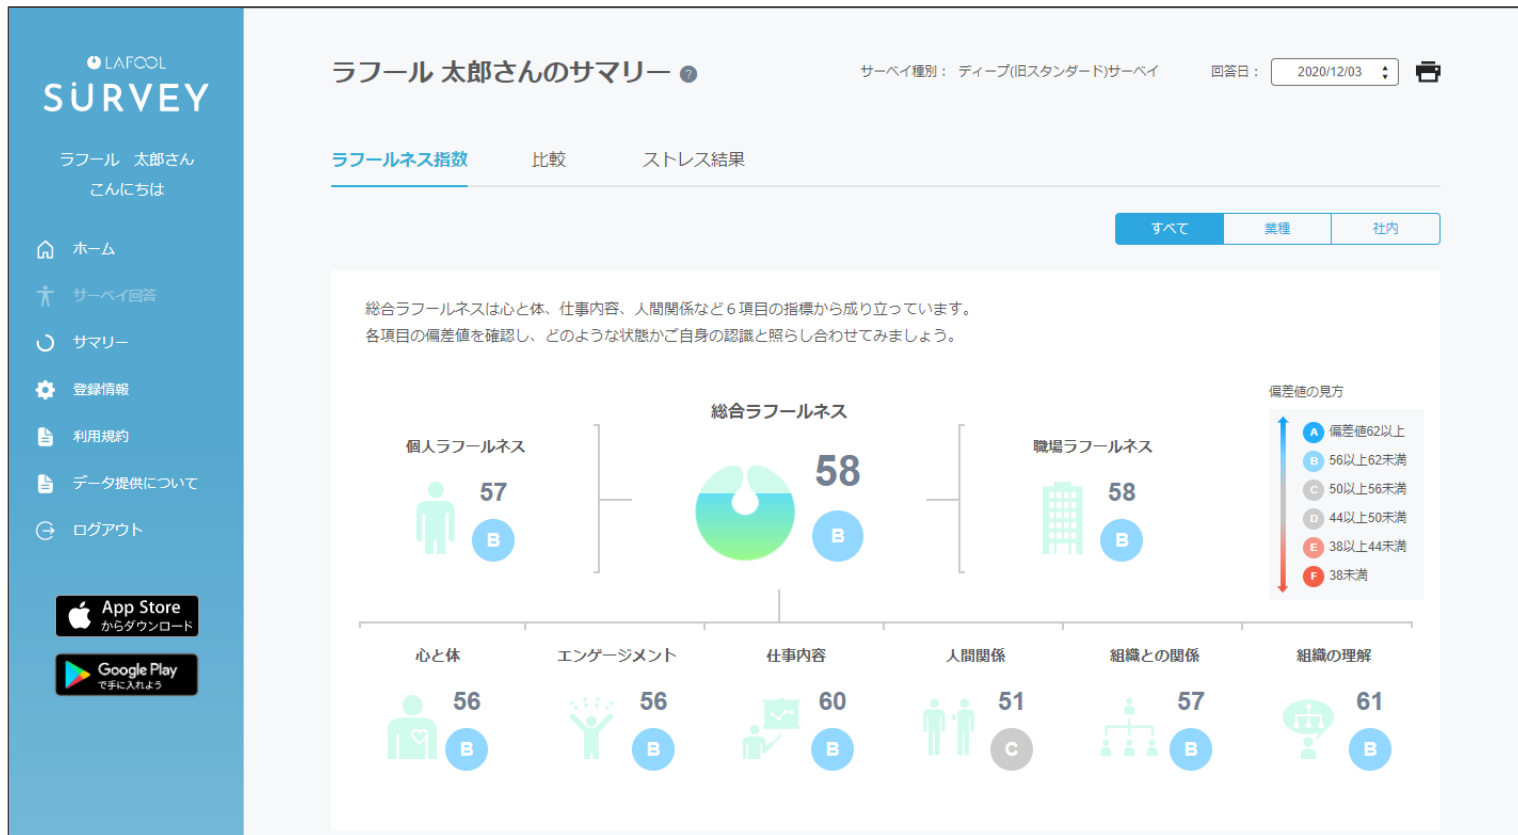 LAFOOL
SURVEY
ラフール 太郎さん
こんにちは
ホーム
サーベイ回答
サマリー
登録情報
利用規約
データ提供について
ログアウト
App Store
からダウンロード
Google Play
で手に入れよう
ラフール 太郎さんのサマリー ?
サーベイ種別： ディープ(旧スタンダード)サーベイ
回答日： 2020/12/03
ラフールネス指数 比較 ストレス結果
すべて 業種 社内
総合ラフールネスは心と体、仕事内容、人間関係など６項目の指標から成り立っています。
各項目の偏差値を確認し、どのような状態かご自身の認識と照らし合わせてみましょう。
個人ラフールネス
57
B
総合ラフールネス
58
B
職場ラフールネス
58
B
偏差値の見方
A 偏差値62以上
B 56以上62未満
C 50以上56未満
D 44以上50未満
E 38以上44未満
F 38未満
心と体
56
B
エンゲージメント
56
B
仕事内容
60
B
人間関係
51
C
組織との関係
57
B
組織の理解
61
B